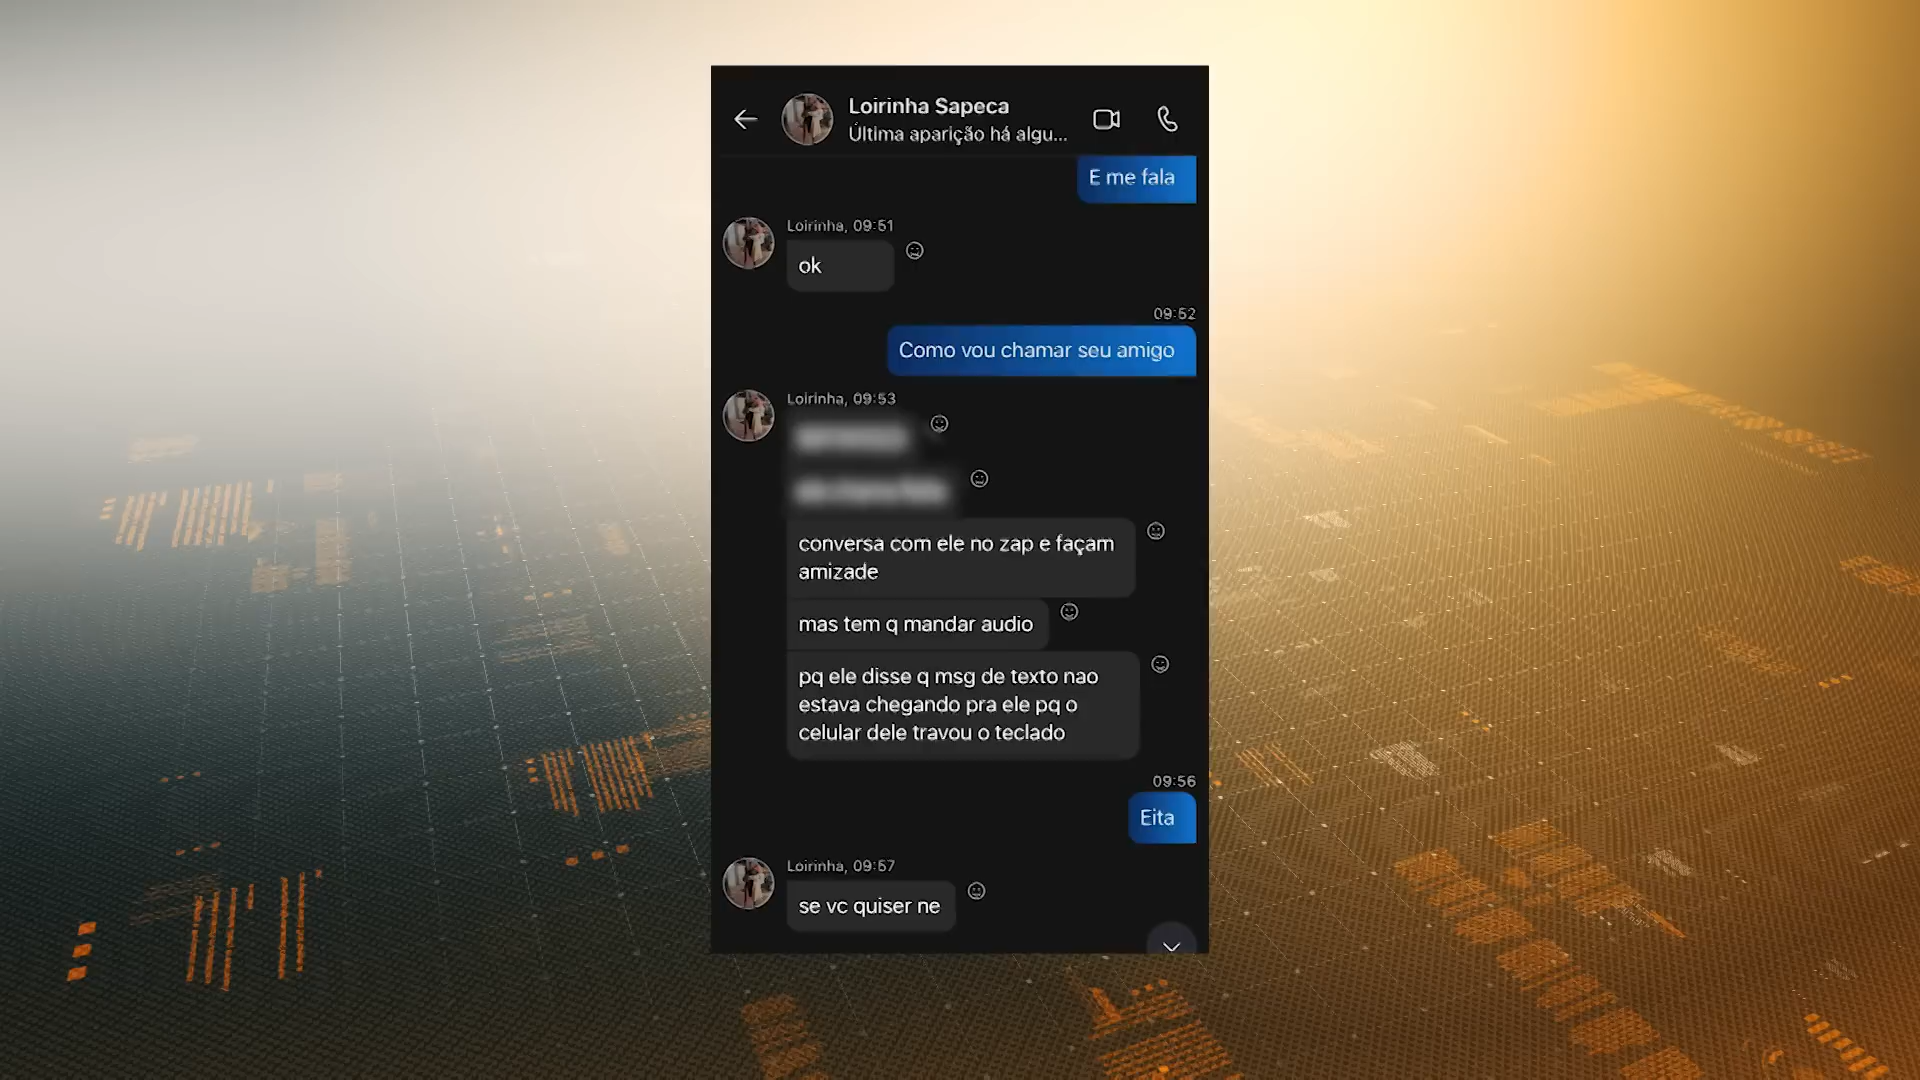 Loirinha Sapeca
Última aparição há algu...
E me fala
Loirinha, 09:51
ok
09:52
Como vou chamar seu amigo
Loirinha, 09:53
conversa com ele no zap e façam
amizade
mas tem q mandar audio
pq ele disse q msg de texto nao
estava chegando pra ele pq o
celular dele travou o teclado
09:56
Eita
Loirinha, 09:57
se vc quiser ne